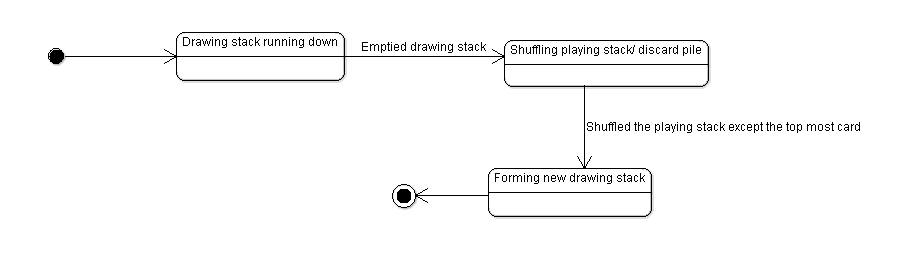 Drawing stack running down
Emptied drawing stack
Shuffling playing stack/ discard pile
Shuffled the playing stack except the top most card
Forming new drawing stack